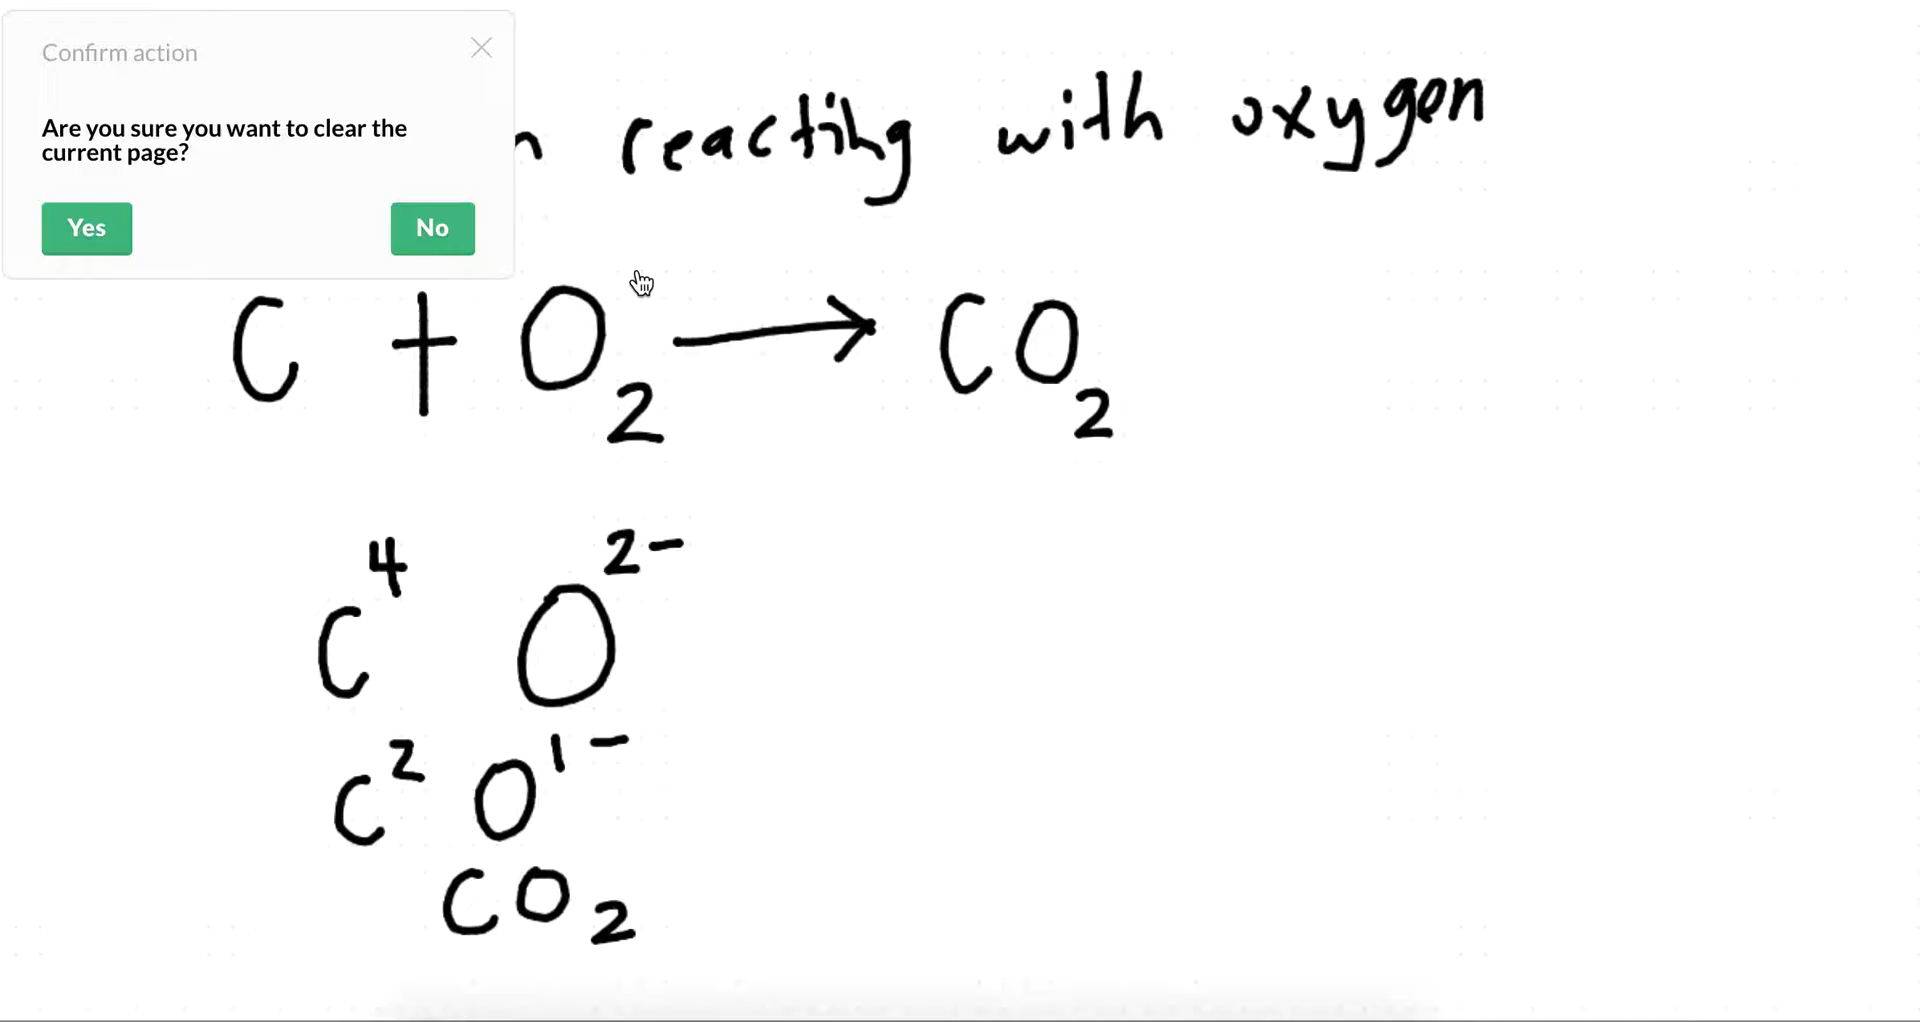 Confirm action
Are you sure you want to clear the
current page?
Yes No
n reacting with oxygen
C + O₂ → CO₂
C⁴ O²⁻
C² O¹⁻
CO₂